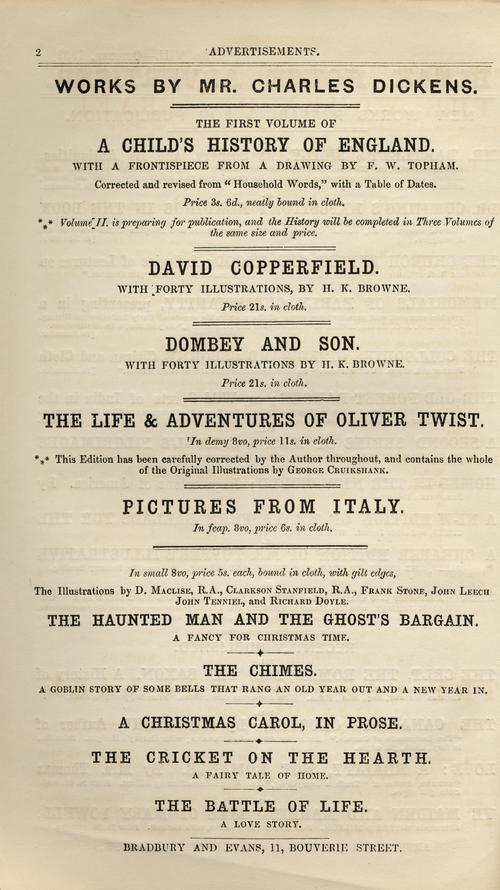 2
ADVERTISEMENTS.
WORKS BY MR. CHARLES DICKENS.
THE FIRST VOLUME OF
A CHILD'S HISTORY OF ENGLAND.
WITH A FRONTISPIECE FROM A DRAWING BY F. W. TOPHAM.
Corrected and revised from “Household Words,” with a Table of Dates.
Price 3s. 6d., neatly bound in cloth.
*⁎* Volume II. is preparing for publication, and the History will be completed in Three Volumes of
the same size and price.
DAVID COPPERFIELD.
WITH FORTY ILLUSTRATIONS, BY H. K. BROWNE.
Price 21s. in cloth.
DOMBEY AND SON.
WITH FORTY ILLUSTRATIONS BY H. K. BROWNE.
Price 21s. in cloth.
THE LIFE & ADVENTURES OF OLIVER TWIST.
In demy 8vo, price 11s. in cloth.
*⁎* This Edition has been carefully corrected by the Author throughout, and contains the whole
of the Original Illustrations by GEORGE CRUIKSHANK.
PICTURES FROM ITALY.
In fcap. 8vo, price 6s. in cloth.
In small 8vo, price 5s. each, bound in cloth, with gilt edges,
The Illustrations by D. MACLISE, R.A., CLARKSON STANFIELD, R.A., FRANK STONE, JOHN LEECH
JOHN TENNIEL, and RICHARD DOYLE.
THE HAUNTED MAN AND THE GHOST'S BARGAIN.
A FANCY FOR CHRISTMAS TIME.
THE CHIMES.
A GOBLIN STORY OF SOME BELLS THAT RANG AN OLD YEAR OUT AND A NEW YEAR IN.
A CHRISTMAS CAROL, IN PROSE.
THE CRICKET ON THE HEARTH.
A FAIRY TALE OF HOME.
THE BATTLE OF LIFE.
A LOVE STORY.
BRADBURY AND EVANS, 11, BOUVERIE STREET.